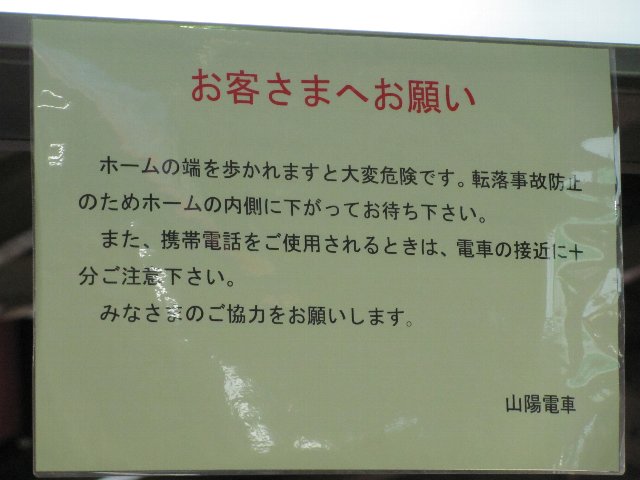 お客さまへお願い
ホームの端を歩かれますと大変危険です。転落事故防止
のためホームの内側に下がってお待ち下さい。
また、携帯電話をご使用されるときは、電車の接近に十
分ご注意下さい。
みなさまのご協力をお願いします。
山陽電車